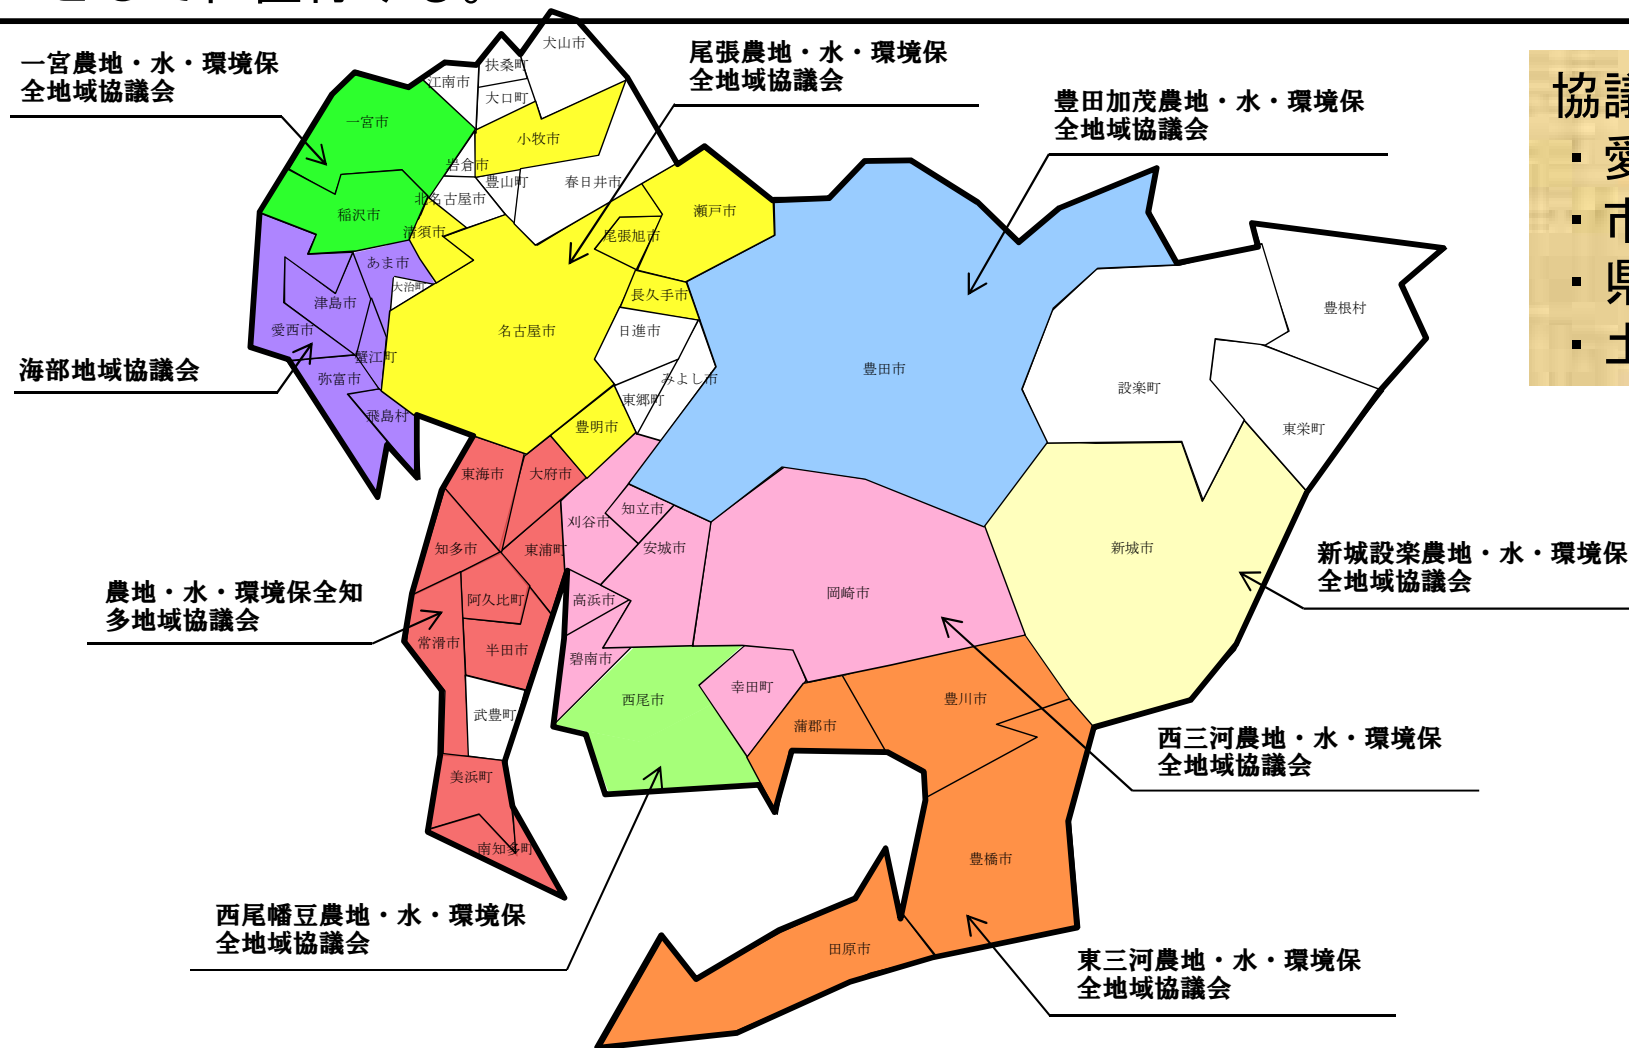 一宮農地・水・環境保
全地域協議会
尾張農地・水・環境保
全地域協議会
豊田加茂農地・水・環境保
全地域協議会
協議
・愛
・市
・県
・土
犬山市
扶桑町
江南市
大口町
一宮市
小牧市
岩倉市
豊山町
春日井市
北名古屋市
稲沢市
清須市
瀬戸市
尾張旭市
あま市
大治町
長久手市
津島市
愛西市
名古屋市
日進市
蟹江町
みよし市
弥富市
東郷町
飛島村
豊明市
豊田市
豊根村
設楽町
東栄町
海部地域協議会
東海市
大府市
知立市
刈谷市
知多市
東浦町
安城市
新城市
新城設楽農地・水・環境保
全地域協議会
農地・水・環境保全知
多地域協議会
阿久比町
高浜市
岡崎市
常滑市
半田市
碧南市
西尾市
幸田町
豊川市
武豊町
蒲郡市
西三河農地・水・環境保
全地域協議会
美浜町
南知多町
豊橋市
西尾幡豆農地・水・環境保
全地域協議会
田原市
東三河農地・水・環境保
全地域協議会